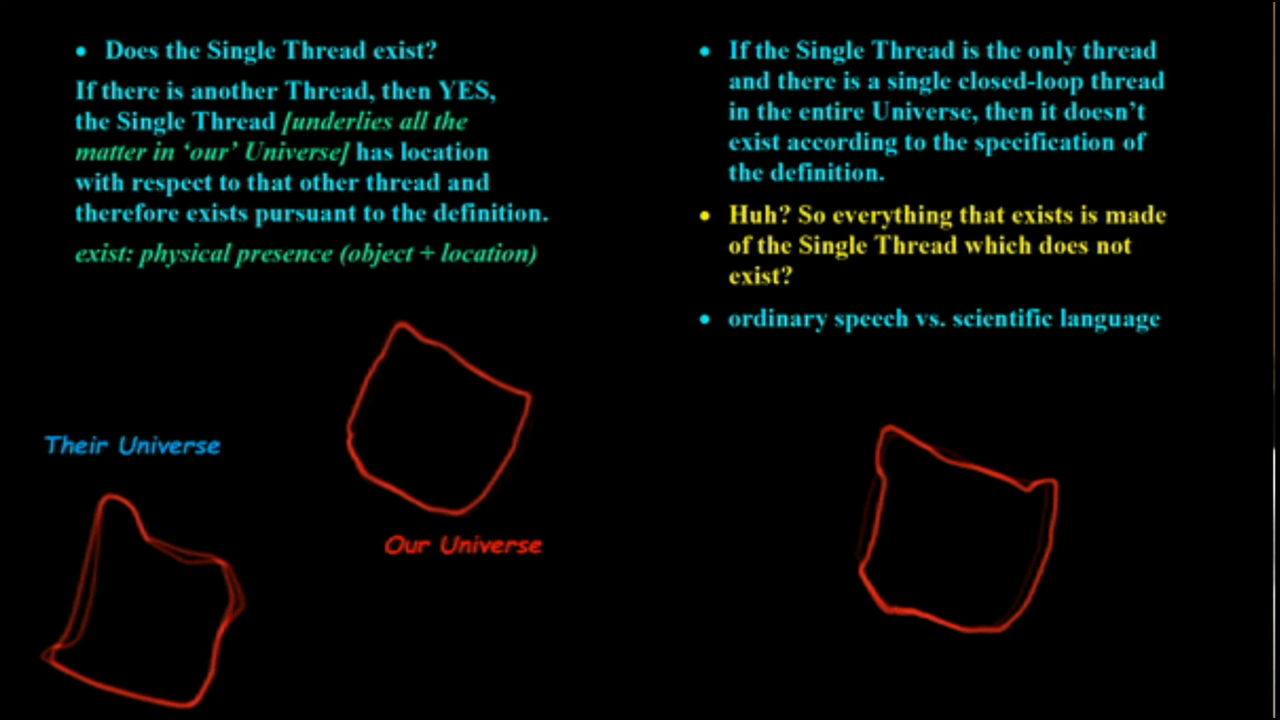 • Does the Single Thread exist?
If there is another Thread, then YES,
the Single Thread [underlies all the
matter in ‘our’ Universe] has location
with respect to that other thread and
therefore exists pursuant to the definition.
exist: physical presence (object + location)
Their Universe
Our Universe
• If the Single Thread is the only thread
and there is a single closed-loop thread
in the entire Universe, then it doesn’t
exist according to the specification of
the definition.
• Huh? So everything that exists is made
of the Single Thread which does not
exist?
• ordinary speech vs. scientific language